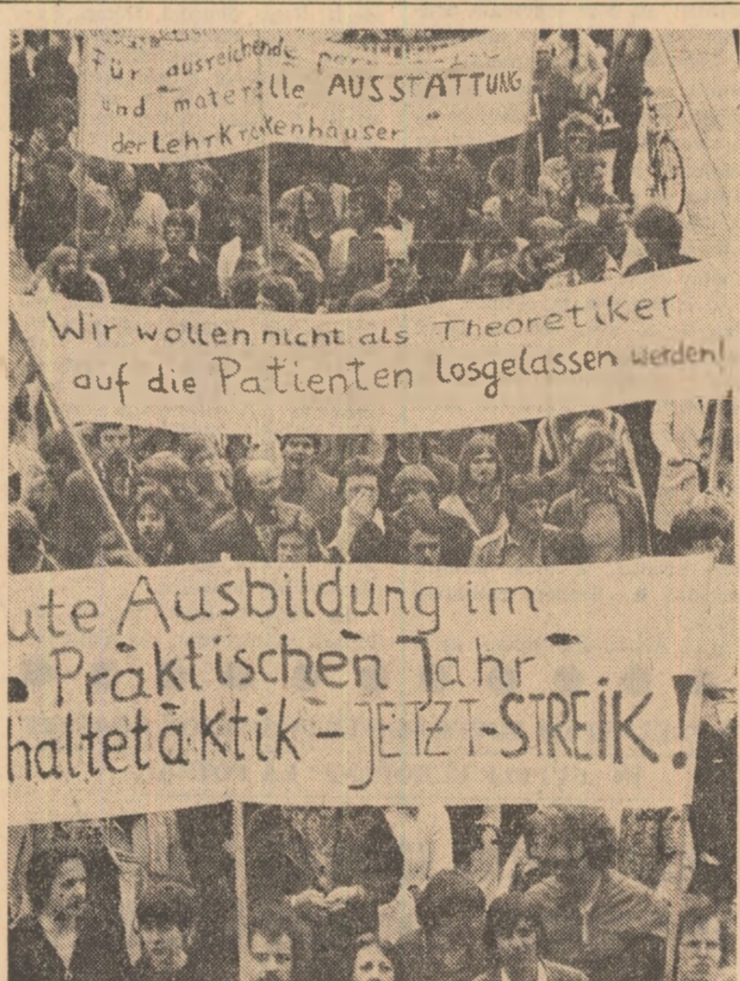 Für ausreichende
und materielle AUSSTATTUNG
der Lehrkrankenhäuser
Wir wollen nicht als Theoretiker
auf die Patienten losgelassen werden!
ute Ausbildung im
Praktischen Jahr
haltetaktik - JETZT-STREIK!